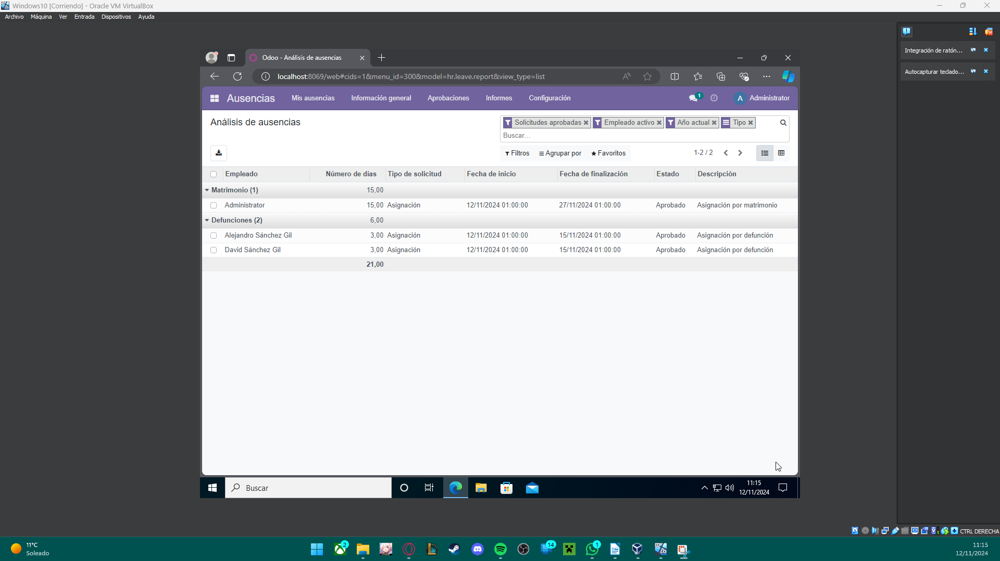 Windows10 [Corriendo] - Oracle VM VirtualBox
Archivo Máquina Ver Entrada Dispositivos Ayuda
Integración de ratón...
Autocapturar teclado...
Odoo - Análisis de ausencias
localhost:8069/web#cids=1&menu_id=300&model=hr.leave.report&view_type=list
Ausencias Mis ausencias Información general Aprobaciones Informes Configuración 1 A Administrator
Análisis de ausencias
Solicitudes aprobadas Empleado activo Año actual Tipo
Buscar...
Filtros Agrupar por Favoritos 1-2 / 2
Empleado Número de días Tipo de solicitud Fecha de inicio Fecha de finalización Estado Descripción
Matrimonio (1) 15,00
Administrator 15,00 Asignación 12/11/2024 01:00:00 27/11/2024 01:00:00 Aprobado Asignación por matrimonio
Defunciones (2) 6,00
Alejandro Sánchez Gil 3,00 Asignación 12/11/2024 01:00:00 15/11/2024 01:00:00 Aprobado Asignación por defunción
David Sánchez Gil 3,00 Asignación 12/11/2024 01:00:00 15/11/2024 01:00:00 Aprobado Asignación por defunción
21,00
Buscar
11:15
12/11/2024
CTRL DERECHA
11°C
Soleado
2
14
1
11:15
12/11/2024